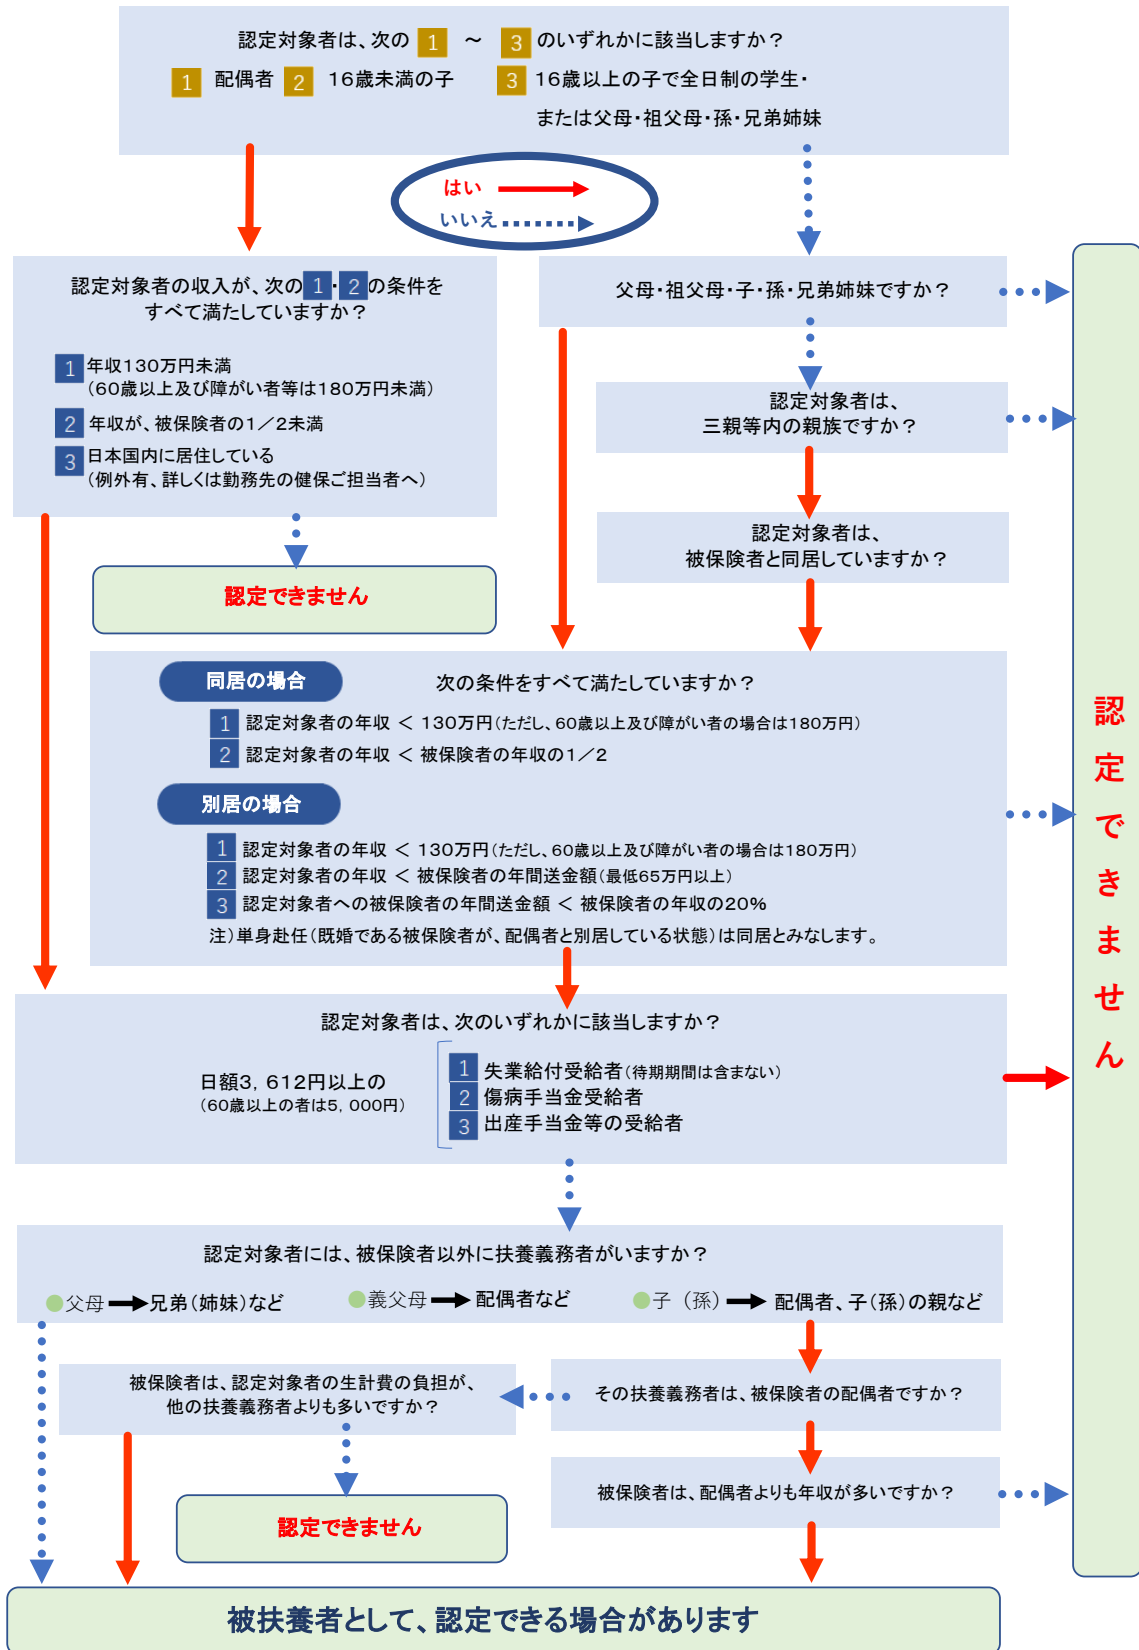 認定対象者は、次の 1 ～ 3 のいずれかに該当しますか？
1 配偶者 2 16歳未満の子 3 16歳以上の子で全日制の学生・
または父母・祖父母・孫・兄弟姉妹
はい
いいえ
認定対象者の収入が、次の1・2の条件を
すべて満たしていますか？
1 年収130万円未満
（60歳以上及び障がい者等は180万円未満）
2 年収が、被保険者の1／2未満
3 日本国内に居住している
（例外有、詳しくは勤務先の健保ご担当者へ）
認定できません
父母・祖父母・子・孫・兄弟姉妹ですか？
認定対象者は、
三親等内の親族ですか？
認定対象者は、
被保険者と同居していますか？
同居の場合 次の条件をすべて満たしていますか？
1 認定対象者の年収 ＜ 130万円（ただし、60歳以上及び障がい者の場合は180万円）
2 認定対象者の年収 ＜ 被保険者の年収の1／2
別居の場合
1 認定対象者の年収 ＜ 130万円（ただし、60歳以上及び障がい者の場合は180万円）
2 認定対象者の年収 ＜ 被保険者の年間送金額（最低65万円以上）
3 認定対象者への被保険者の年間送金額 ＜ 被保険者の年収の20％
注）単身赴任（既婚である被保険者が、配偶者と別居している状態）は同居とみなします。
認定対象者は、次のいずれかに該当しますか？
日額3，612円以上の
（60歳以上の者は5，000円）
1 失業給付受給者（待期期間は含まない）
2 傷病手当金受給者
3 出産手当金等の受給者
認定対象者には、被保険者以外に扶養義務者がいますか？
●父母➡兄弟（姉妹）など ●義父母➡配偶者など ●子（孫）➡配偶者、子（孫）の親など
被保険者は、認定対象者の生計費の負担が、
他の扶養義務者よりも多いですか？
その扶養義務者は、被保険者の配偶者ですか？
被保険者は、配偶者よりも年収が多いですか？
認定できません
認定できません
被扶養者として、認定できる場合があります